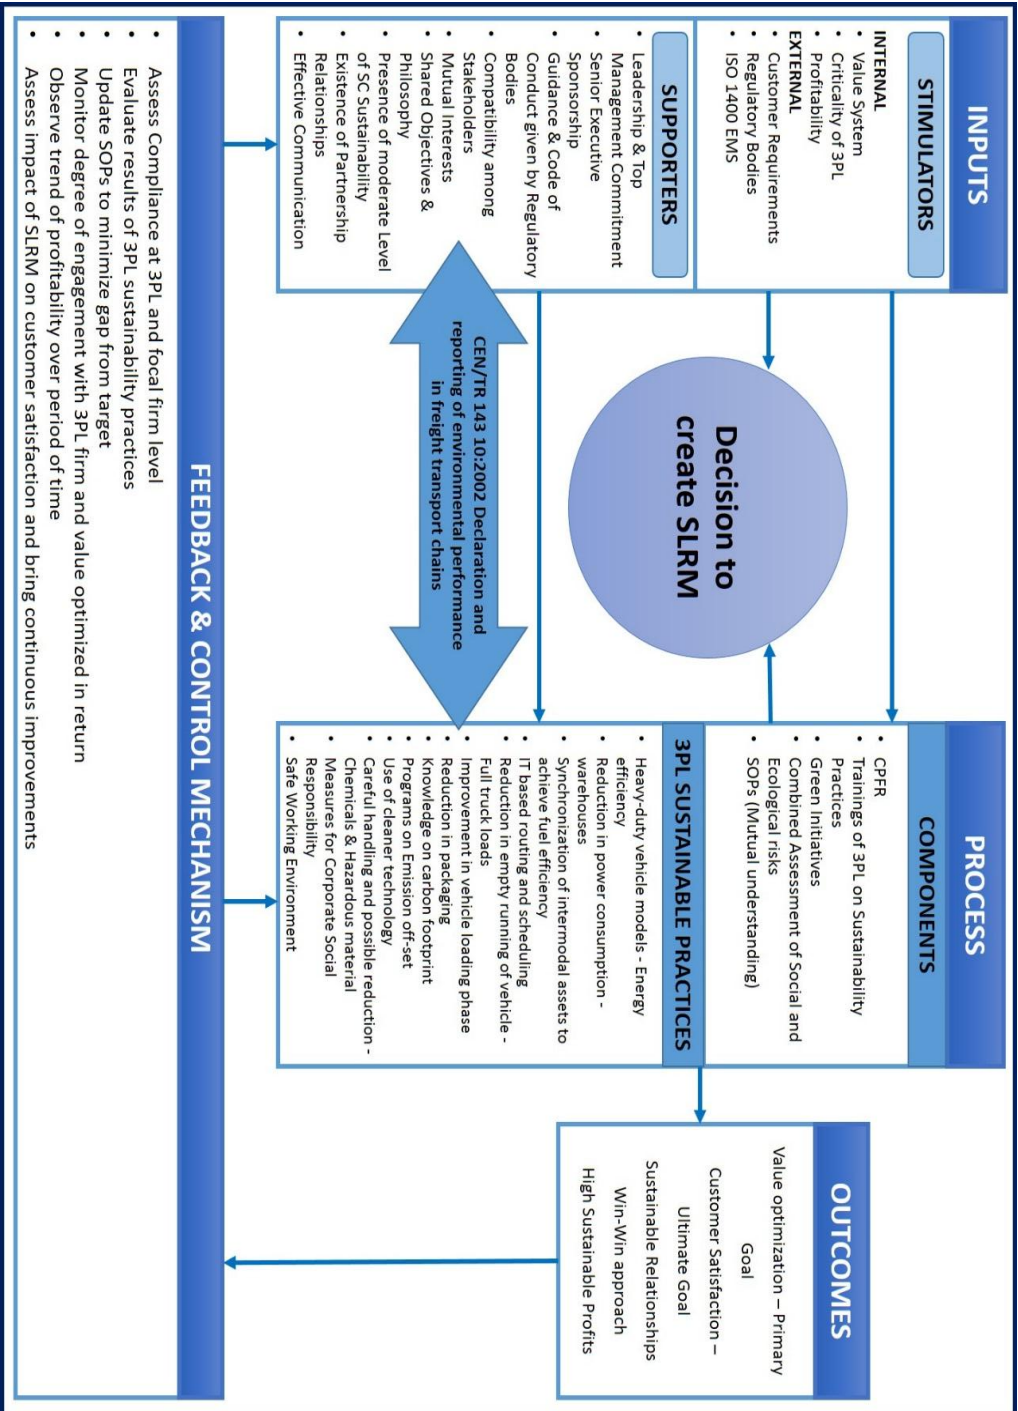 INPUTS
STIMULATORS
INTERNAL
• Value System
• Criticality of 3PL
• Profitability
EXTERNAL
• Customer Requirements
• Regulatory Bodies
• ISO 1400 EMS
SUPPORTERS
• Leadership & Top
Management Commitment
• Senior Executive
Sponsorship
• Guidance & Code of
Conduct given by Regulatory
Bodies
• Compatibility among
Stakeholders
• Mutual Interests
• Shared Objectives &
Philosophy
• Presence of moderate Level
of SC Sustainability
• Existence of Partnership
Relationships
• Effective Communication
Decision to
create SLRM
CEN/TR 143 10:2002 Declaration and
reporting of environmental performance
in freight transport chains
PROCESS
COMPONENTS
• CPFR
• Trainings of 3PL on Sustainability
Practices
• Green Initiatives
• Combined Assessment of Social and
Ecological risks
• SOPs (Mutual understanding)
3PL SUSTAINABLE PRACTICES
• Heavy-duty vehicle models - Energy
efficiency
• Reduction in power consumption -
warehouses
• Synchronization of intermodal assets to
achieve fuel efficiency
• IT based routing and scheduling
• Reduction in empty running of vehicle -
Full truck loads
• Improvement in vehicle loading phase
• Reduction in packaging
• Knowledge on carbon footprint
• Programs on Emission off-set
• Use of cleaner technology
• Careful handling and possible reduction -
Chemicals & Hazardous material
• Measures for Corporate Social
Responsibility
• Safe Working Environment
OUTCOMES
Value optimization – Primary
Goal
Customer Satisfaction –
Ultimate Goal
Sustainable Relationships
Win-Win approach
High Sustainable Profits
FEEDBACK & CONTROL MECHANISM
• Assess Compliance at 3PL and focal firm level
• Evaluate results of 3PL sustainability practices
• Update SOPs to minimize gap from target
• Monitor degree of engagement with 3PL firm and value optimized in return
• Observe trend of profitability over period of time
• Assess impact of SLRM on customer satisfaction and bring continuous improvements